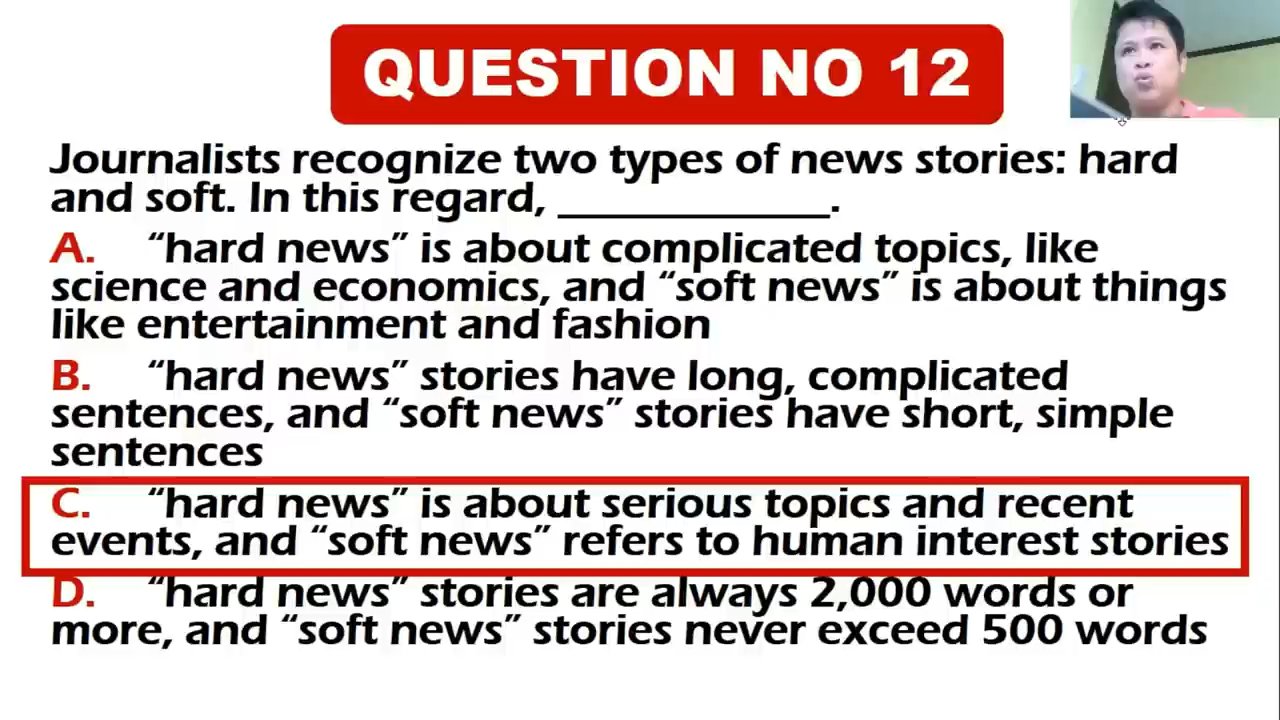 QUESTION NO 12
Journalists recognize two types of news stories: hard
and soft. In this regard, _____________.
A. “hard news” is about complicated topics, like
science and economics, and “soft news” is about things
like entertainment and fashion
B. “hard news” stories have long, complicated
sentences, and “soft news” stories have short, simple
sentences
C. “hard news” is about serious topics and recent
events, and “soft news” refers to human interest stories
D. “hard news” stories are always 2,000 words or
more, and “soft news” stories never exceed 500 words